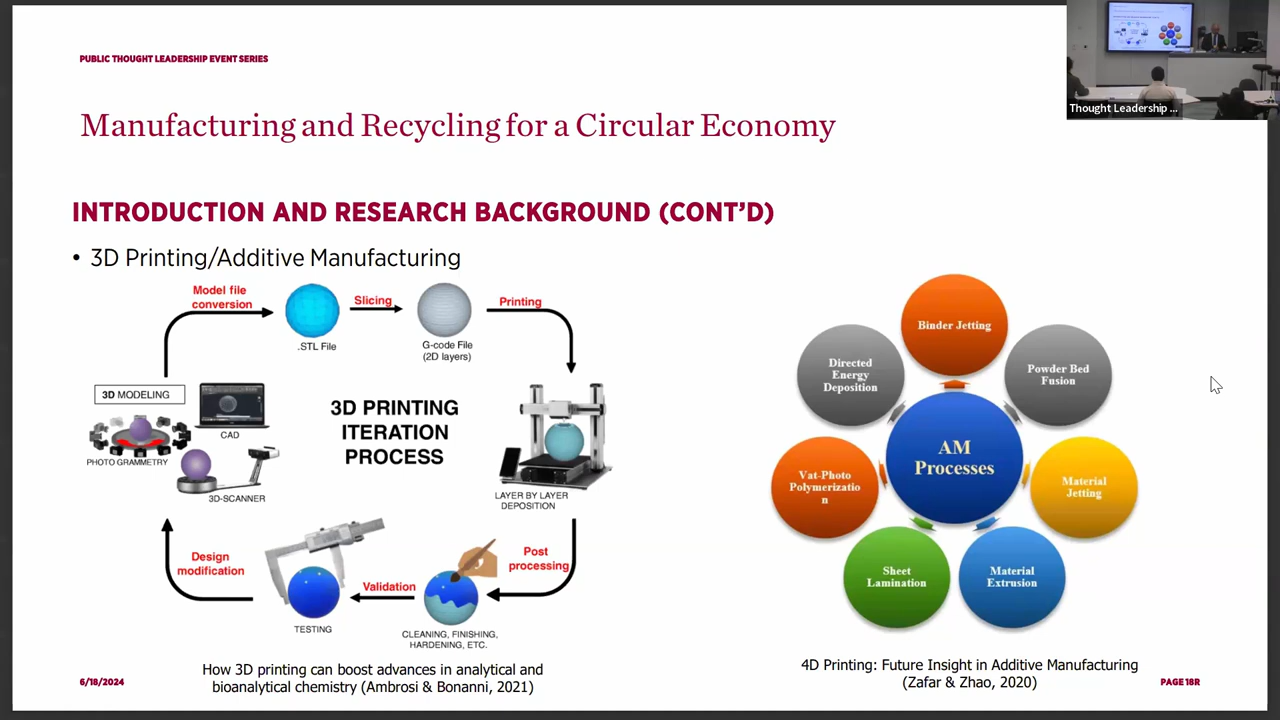 PUBLIC THOUGHT LEADERSHIP EVENT SERIES
Thought Leadership ...
Manufacturing and Recycling for a Circular Economy
INTRODUCTION AND RESEARCH BACKGROUND (CONT'D)
• 3D Printing/Additive Manufacturing
Model file
conversion
Slicing
Printing
.STL File
G-code File
(2D layers)
3D MODELING
CAD
PHOTO GRAMMETRY
3D-SCANNER
3D PRINTING
ITERATION
PROCESS
LAYER BY LAYER
DEPOSITION
Design
modification
Validation
Post
processing
TESTING
CLEANING, FINISHING,
HARDENING, ETC.
How 3D printing can boost advances in analytical and
bioanalytical chemistry (Ambrosi & Bonanni, 2021)
Binder Jetting
Directed
Energy
Deposition
Powder Bed
Fusion
AM
Processes
Vat-Photo
Polymerizatio
n
Material
Jetting
Sheet
Lamination
Material
Extrusion
4D Printing: Future Insight in Additive Manufacturing
(Zafar & Zhao, 2020)
6/18/2024
PAGE 18R